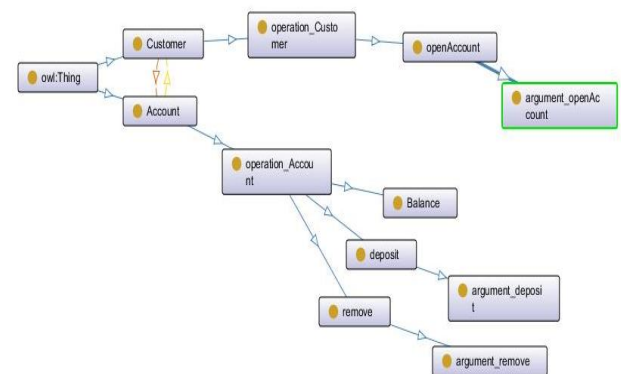 operation_Custo
mer
Customer
openAccount
owl:Thing
argument_openAc
count
Account
operation_Accou
nt
Balance
deposit
argument_deposi
t
remove
argument_remove